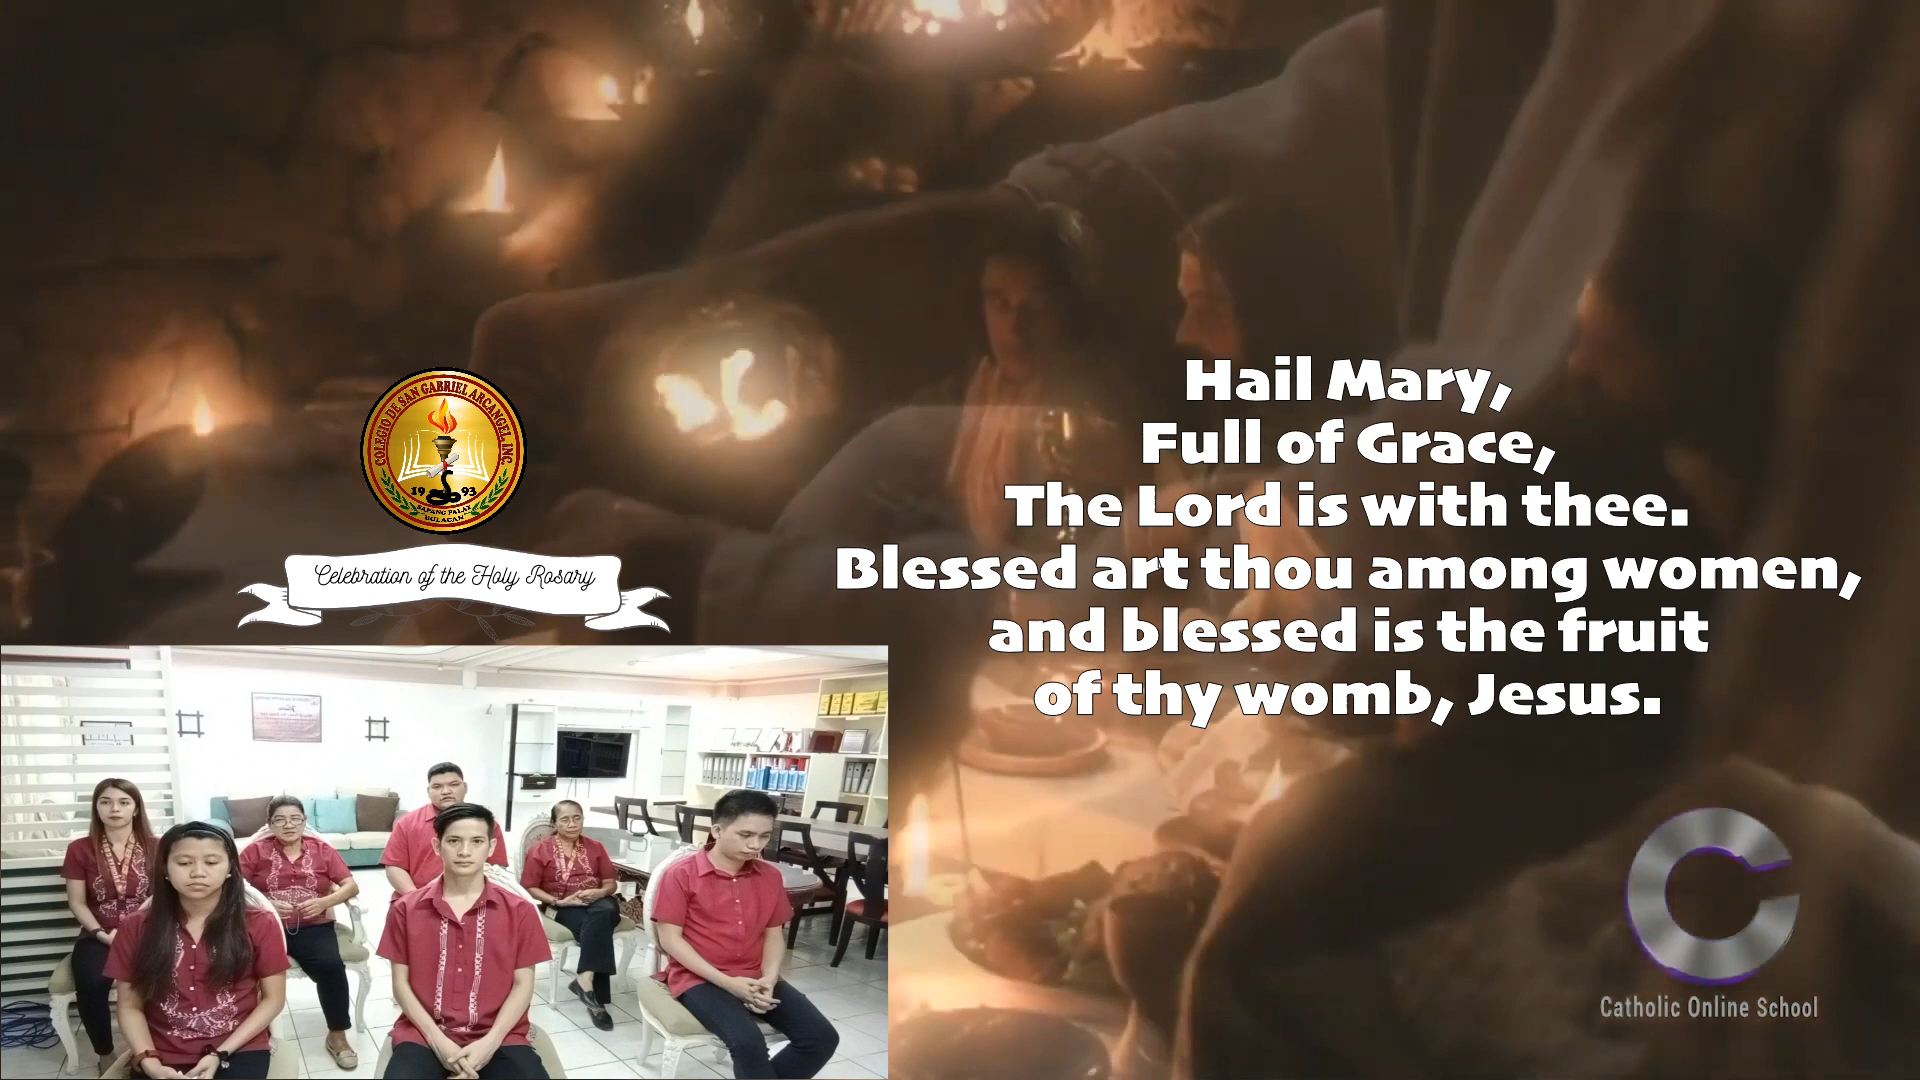 COLEGIO DE SAN GABRIEL ARCANGEL, INC.
19 93
SAPANG PALAY
BULACAN
Celebration of the Holy Rosary
Hail Mary,
Full of Grace,
The Lord is with thee.
Blessed art thou among women,
and blessed is the fruit
of thy womb, Jesus.
Catholic Online School